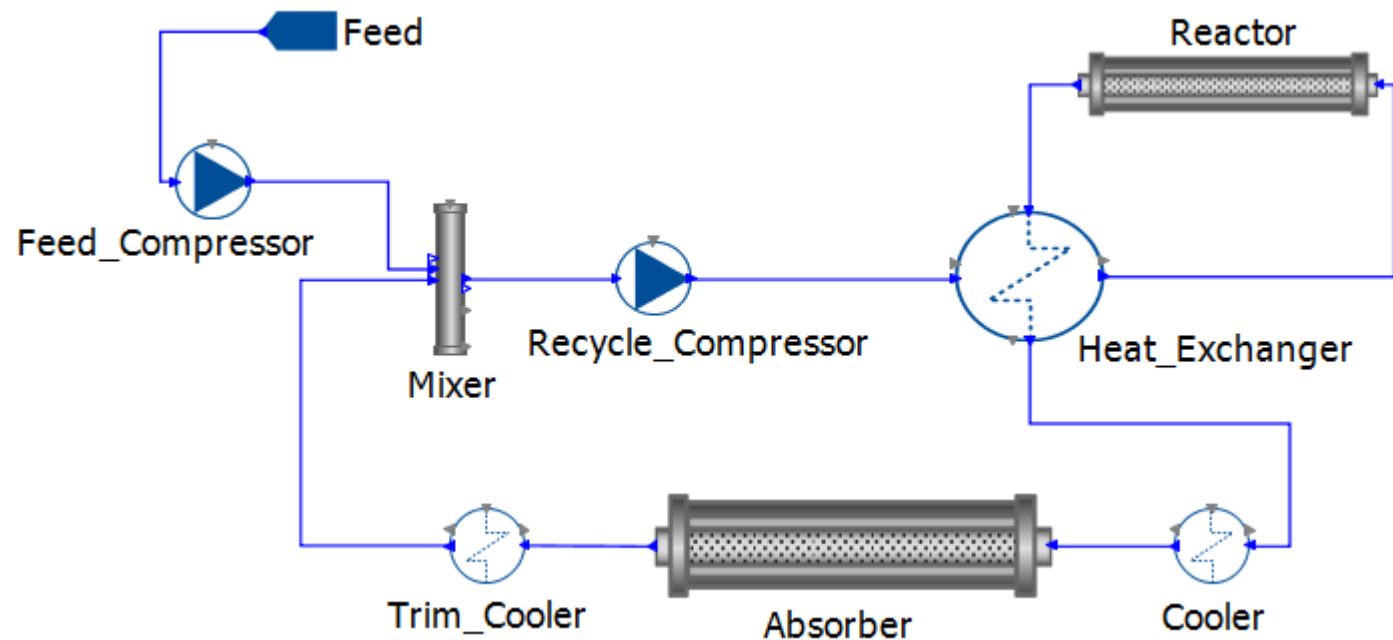 Feed
Reactor
Feed_Compressor
Mixer
Recycle_Compressor
Heat_Exchanger
Trim_Cooler
Absorber
Cooler